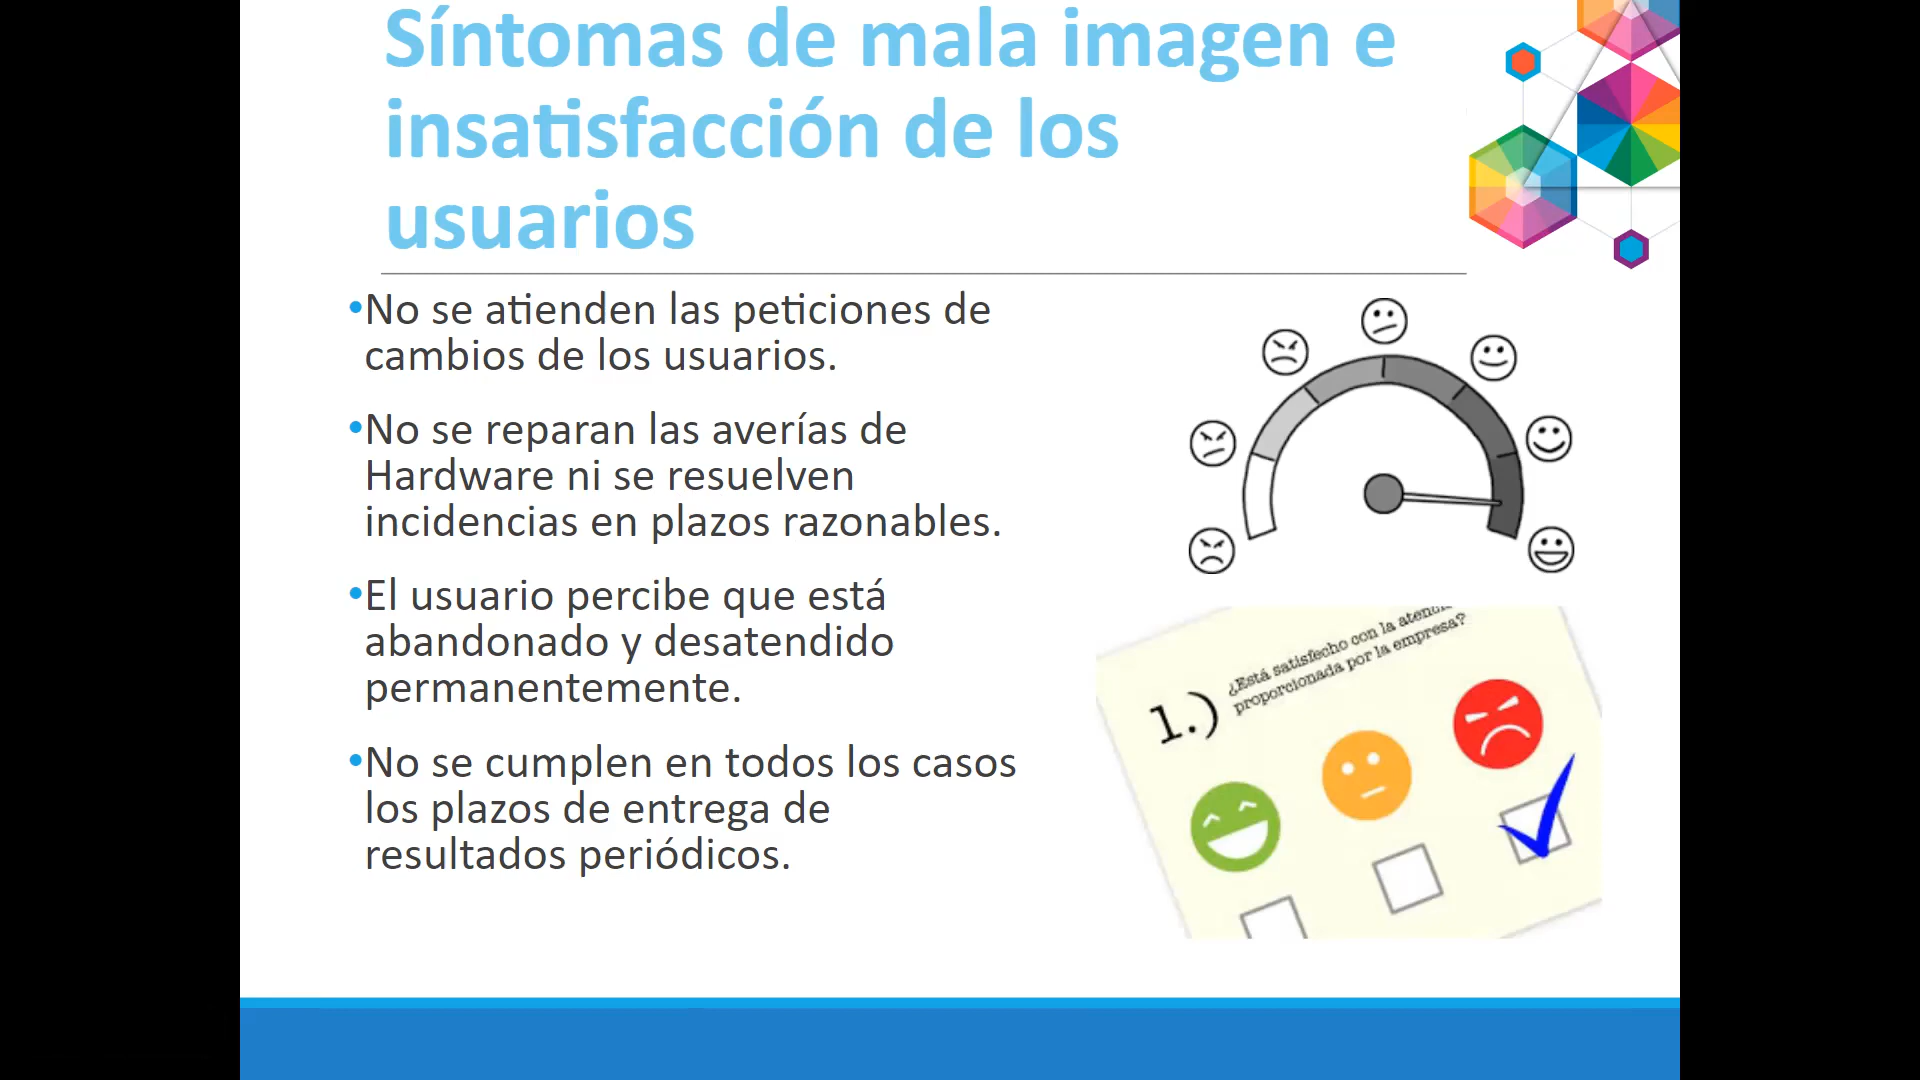 Síntomas de mala imagen e
insatisfacción de los
usuarios
•No se atienden las peticiones de
cambios de los usuarios.
•No se reparan las averías de
Hardware ni se resuelven
incidencias en plazos razonables.
•El usuario percibe que está
abandonado y desatendido
permanentemente.
•No se cumplen en todos los casos
los plazos de entrega de
resultados periódicos.
1.)
¿Está satisfecho con la
proporcionada por la empresa?